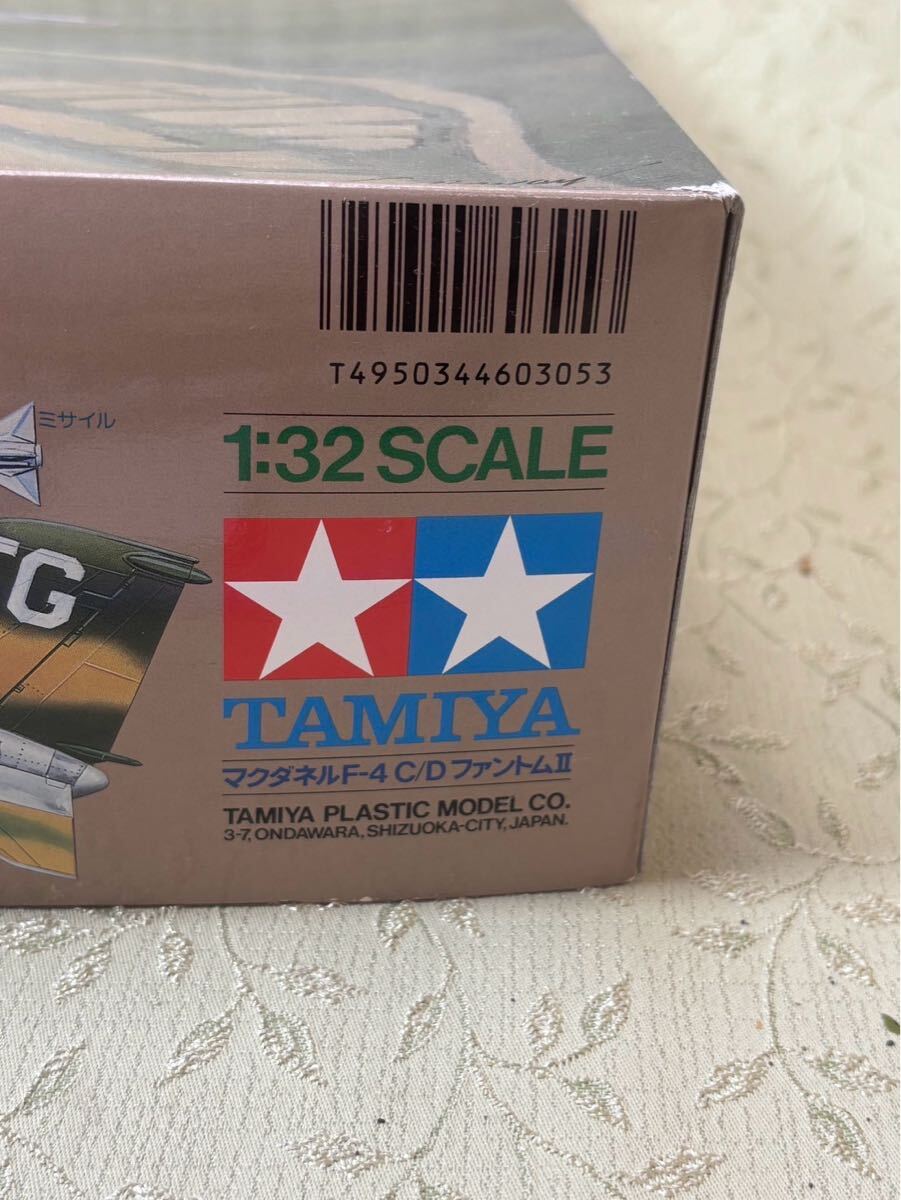 T4950344603053
ミサイル
1:32 SCALE
TG
TAMIYA
マクダネルF-4 C/DファントムII
TAMIYA PLASTIC MODEL CO.
3-7, ONDAWARA, SHIZUOKA-CITY, JAPAN.